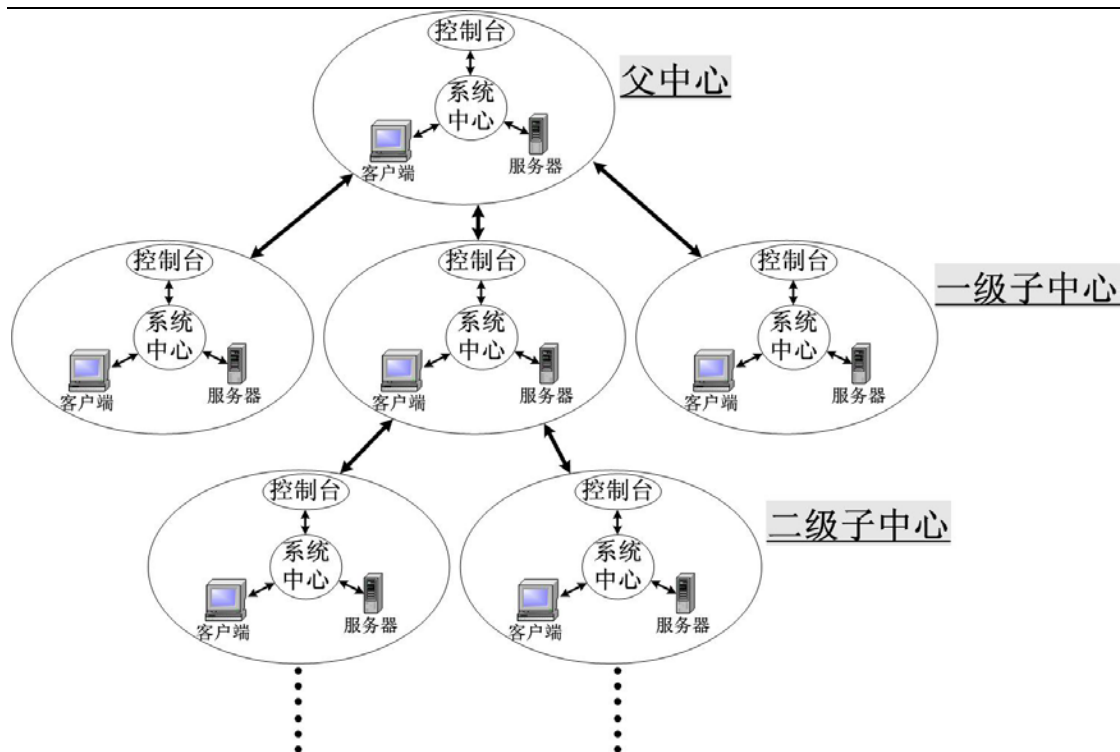 控制台
父中心
系统
中心
客户端
服务器
控制台
控制台
控制台
一级子中心
系统
中心
系统
中心
系统
中心
客户端
服务器
客户端
服务器
客户端
服务器
控制台
控制台
二级子中心
系统
中心
系统
中心
客户端
服务器
客户端
服务器